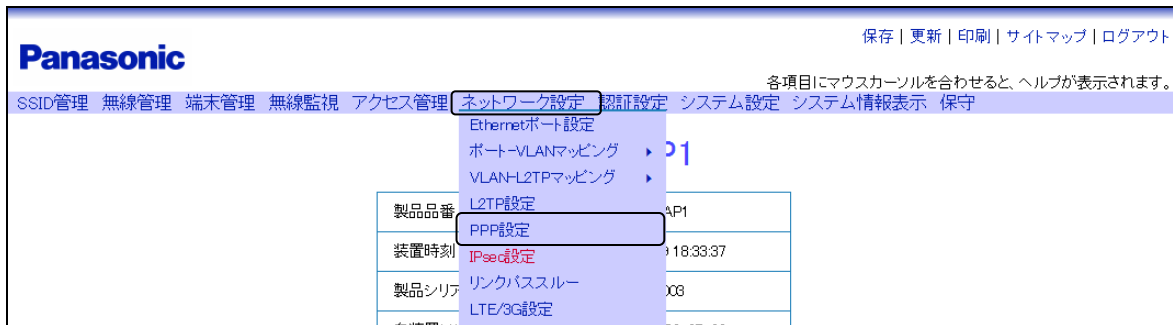 保存 | 更新 | 印刷 | サイトマップ | ログアウト
Panasonic
各項目にマウスカーソルを合わせると、ヘルプが表示されます。
SSID管理 無線管理 端末管理 無線監視 アクセス管理 ネットワーク設定 認証設定 システム設定 システム情報表示 保守
Ethernetポート設定
ポート-VLANマッピング
P1
VLAN-L2TPマッピング
L2TP設定
製品品番
AP1
PPP設定
装置時刻
18:33:37
IPsec設定
リンクパススルー
製品シリア
003
LTE/3G設定